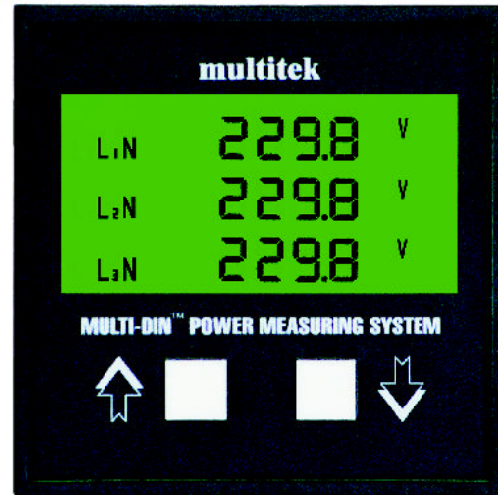 multitek
L₁N 229.8 V
L₂N 229.8 V
L₃N 229.8 V
MULTI-DIN™ POWER MEASURING SYSTEM